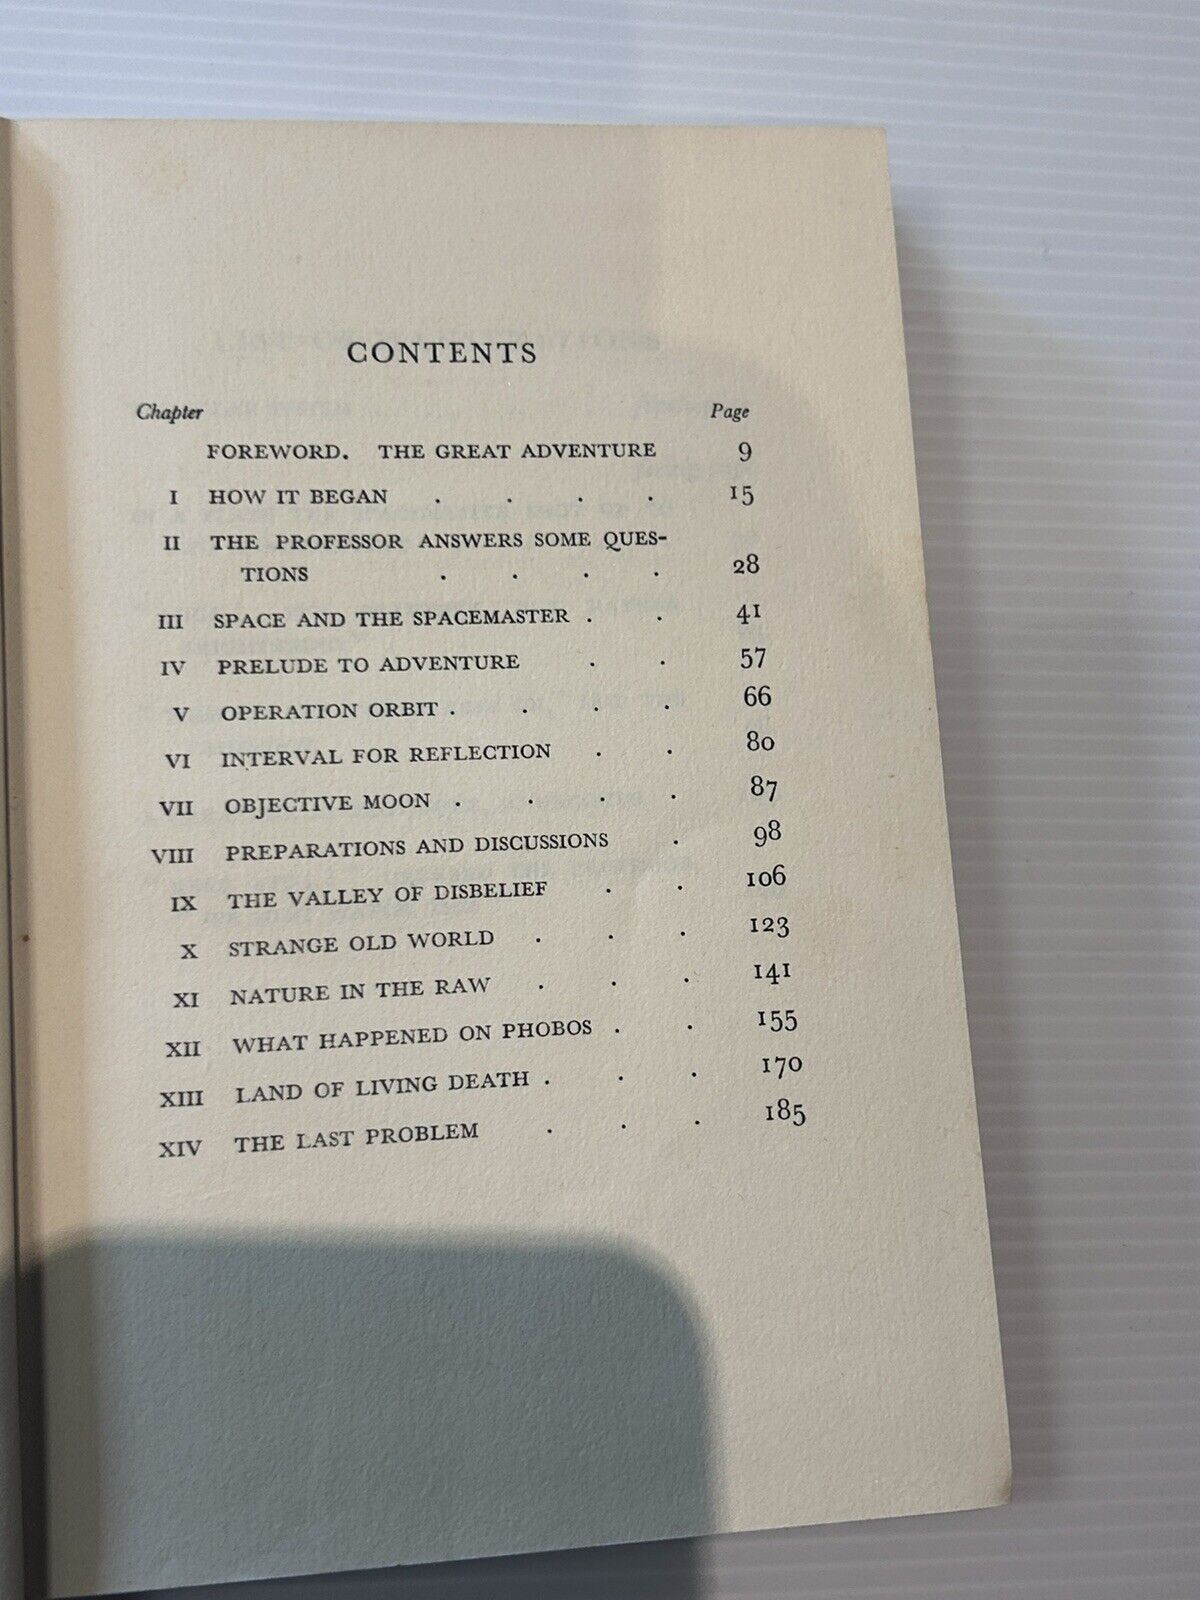 CONTENTS
Chapter Page
FOREWORD. THE GREAT ADVENTURE 9
I HOW IT BEGAN . . . . 15
II THE PROFESSOR ANSWERS SOME QUES-
TIONS . . . . 28
III SPACE AND THE SPACEMASTER . . 41
IV PRELUDE TO ADVENTURE . . 57
V OPERATION ORBIT . . . . 66
VI INTERVAL FOR REFLECTION . . 80
VII OBJECTIVE MOON . . . . 87
VIII PREPARATIONS AND DISCUSSIONS . 98
IX THE VALLEY OF DISBELIEF . . 106
X STRANGE OLD WORLD . . . 123
XI NATURE IN THE RAW . . . 141
XII WHAT HAPPENED ON PHOBOS . . 155
XIII LAND OF LIVING DEATH . . . 170
XIV THE LAST PROBLEM . . . 185